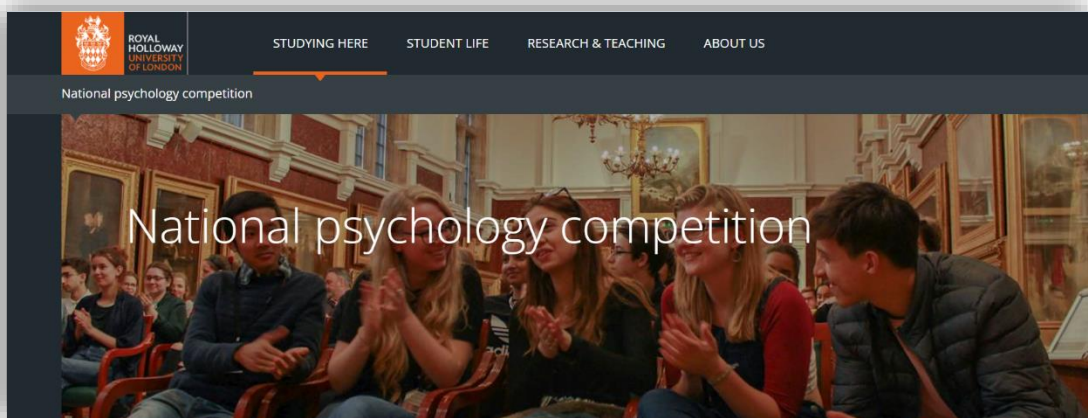 ROYAL
HOLLOWAY
UNIVERSITY
OF LONDON
STUDYING HERE STUDENT LIFE RESEARCH & TEACHING ABOUT US
National psychology competition
National psychology competition
adi